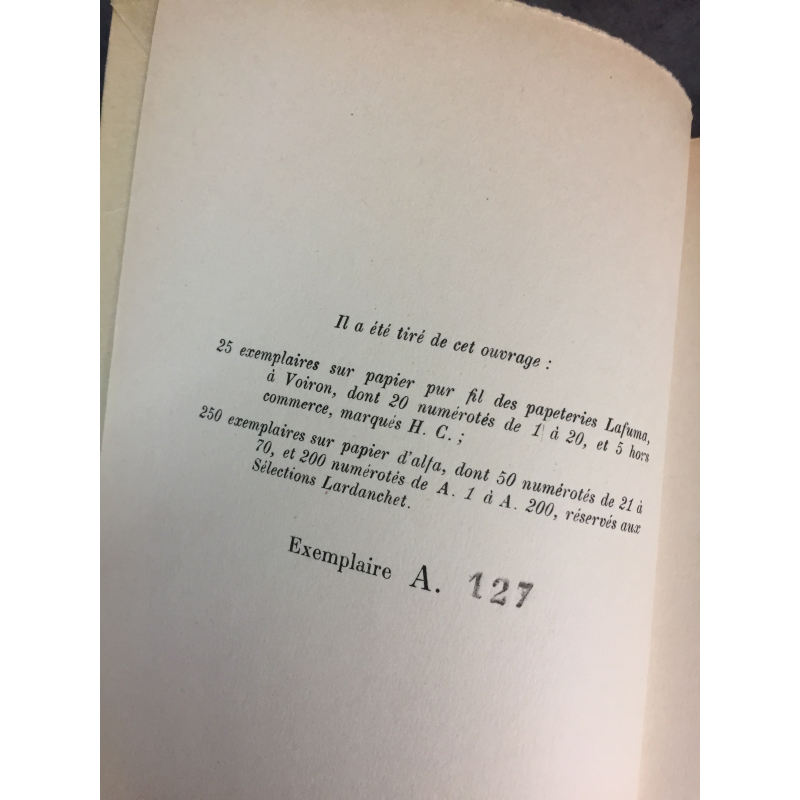 Il a été tiré de cet ouvrage :
25 exemplaires sur papier pur fil des papeteries Lafuma,
à Voiron, dont 20 numérotés de 1 à 20, et 5 hors
commerce, marqués H. C. ;
250 exemplaires sur papier d'alfa, dont 50 numérotés de 21 à
70, et 200 numérotés de A. 1 à A. 200, réservés aux
Sélections Lardanchet.
Exemplaire A. 127